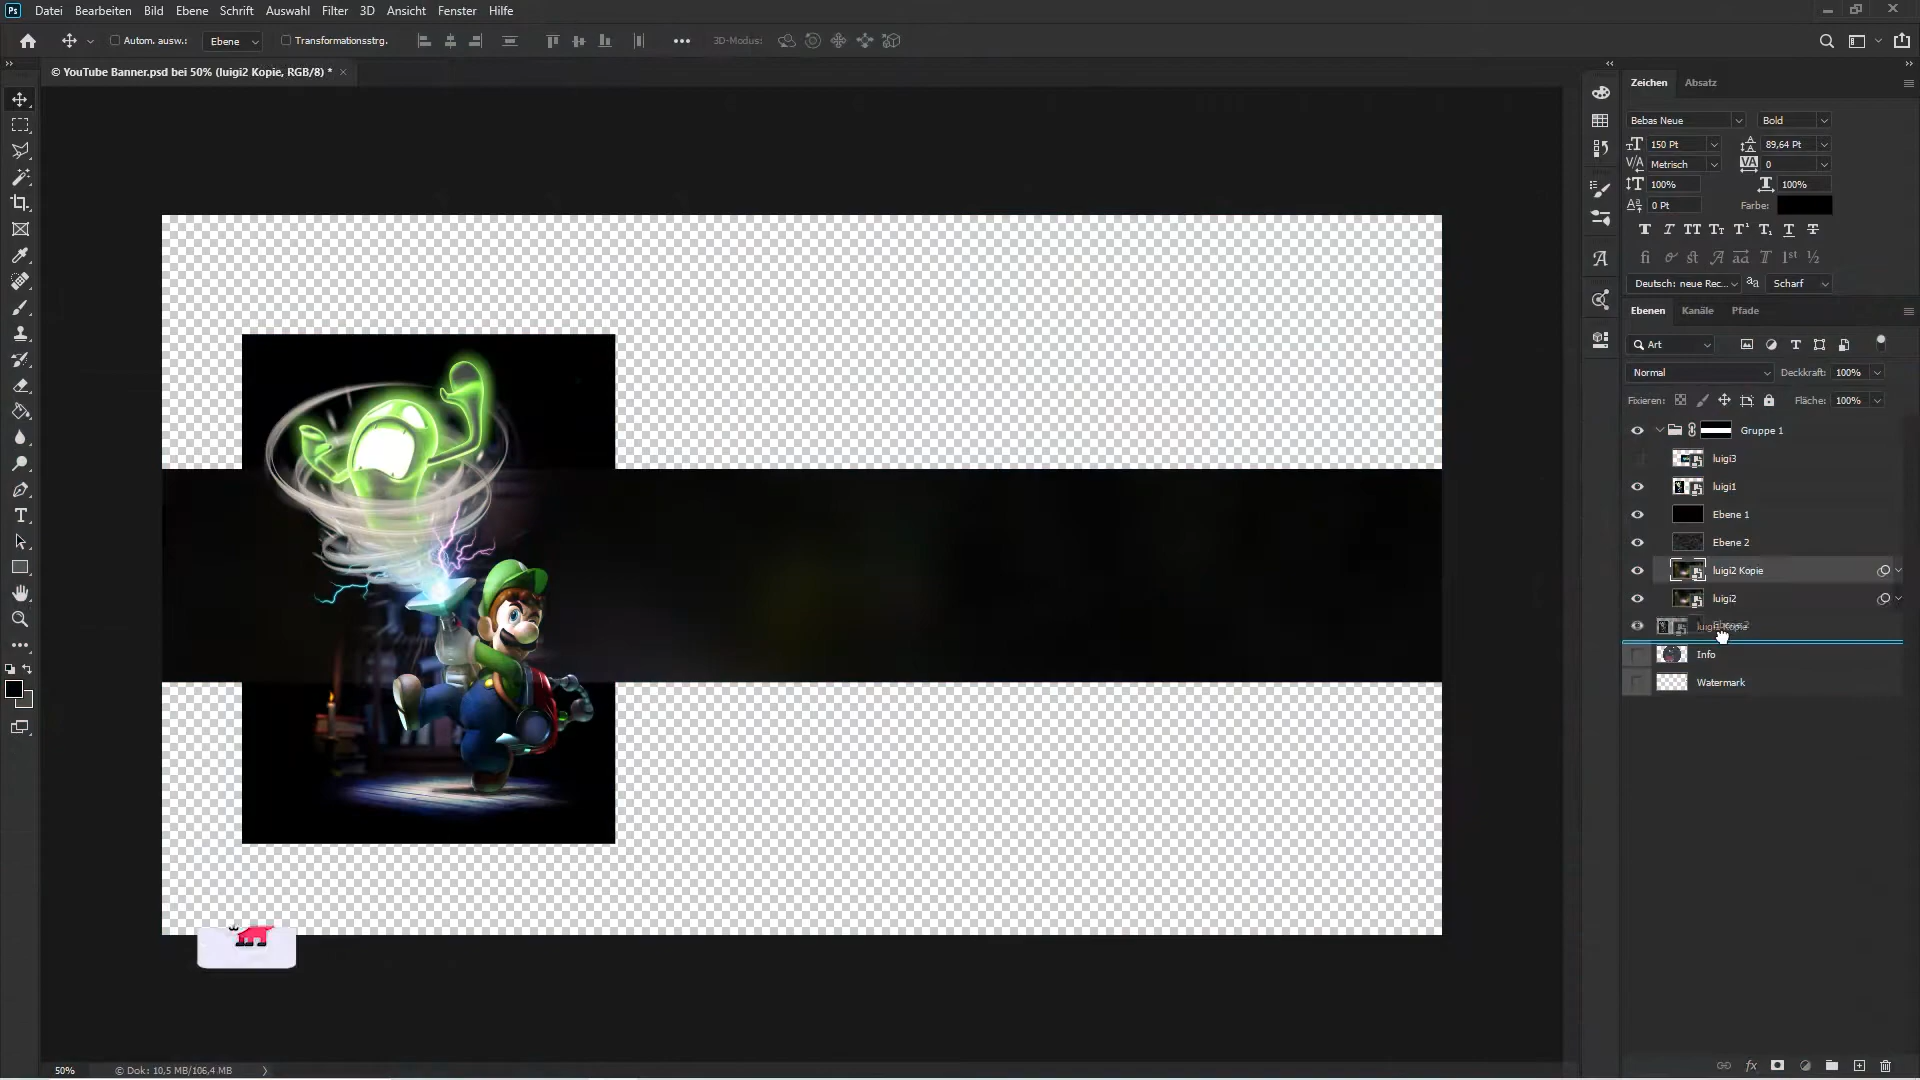 Ps Datei Bearbeiten Bild Ebene Schrift Auswahl Filter 3D Ansicht Fenster Hilfe
Autom. ausw.: Ebene Transformationsstrg. 3D-Modus:
© YouTube Banner.psd bei 50% (luigi2 Kopie, RGB/8) *
Zeichen Absatz
Bebas Neue Bold
150 Pt 89,64 Pt
Metrisch 0
100% 100%
0 Pt Farbe:
Deutsch: neue Rec... Scharf
Ebenen Kanäle Pfade
Art
Normal Deckkraft: 100%
Fixieren: Fläche: 100%
Gruppe 1
luigi3
luigi1
Ebene 1
Ebene 2
luigi2 Kopie
luigi2
Info
Watermark
50% © Dok: 10,5 MB/106,4 MB